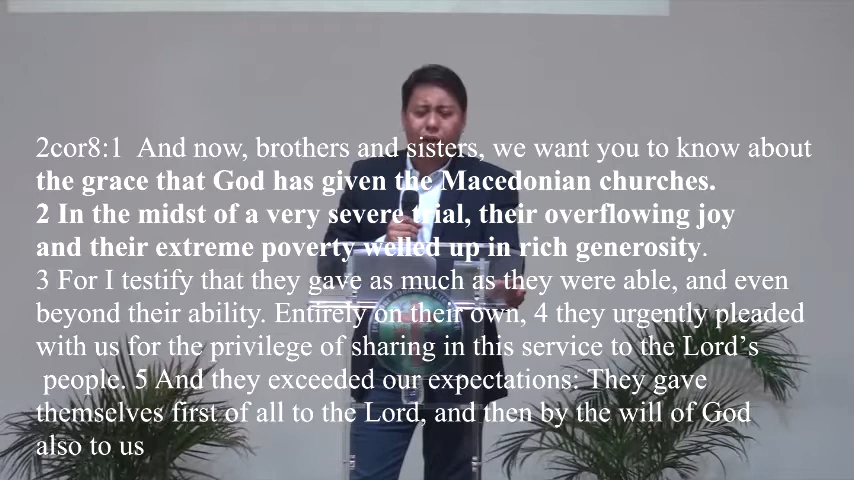 2cor8:1  And now, brothers and sisters, we want you to know about
the grace that God has given the Macedonian churches.
2 In the midst of a very severe trial, their overflowing joy
and their extreme poverty welled up in rich generosity.
3 For I testify that they gave as much as they were able, and even
beyond their ability. Entirely on their own, 4 they urgently pleaded
with us for the privilege of sharing in this service to the Lord’s
people. 5 And they exceeded our expectations: They gave
themselves first of all to the Lord, and then by the will of God
also to us